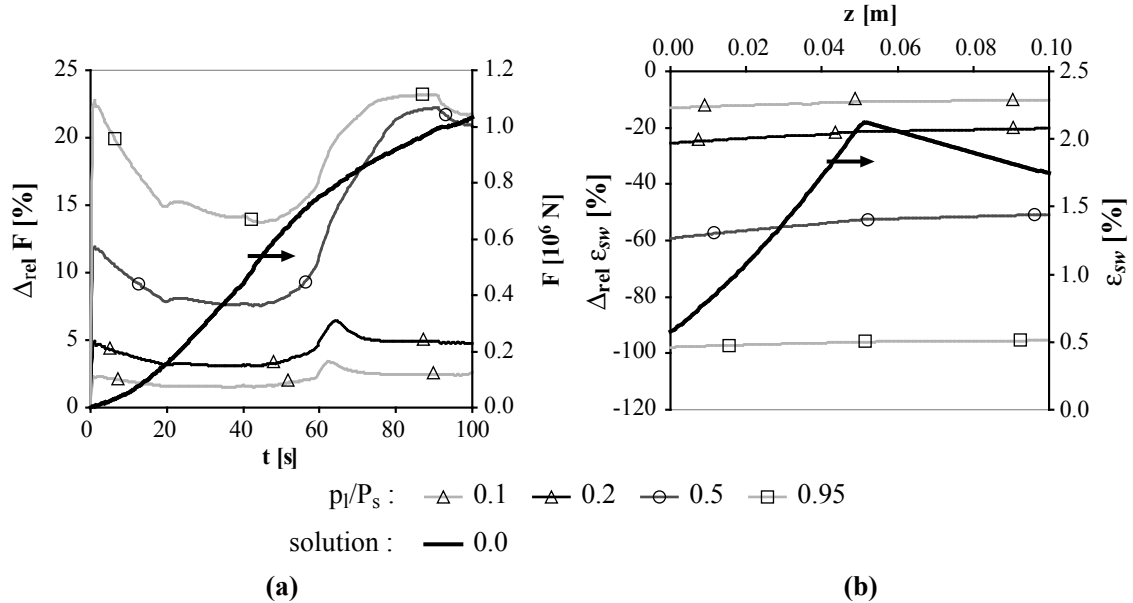 z [m]
0.00 0.02 0.04 0.06 0.08 0.10
25 1.2 0 2.5
20 1.0 -20 2.0
15 0.8 -40 1.5
10 0.6 -60 1.0
5 0.4 -80 0.5
0 0.2 -100 0.0
0.0 -120
Δrel F [%]
F [10⁶ N]
Δrel εsw [%]
εsw [%]
0 20 40 60 80 100
t [s]
pl/Ps : 0.1 0.2 0.5 0.95
solution : 0.0
(a) (b)